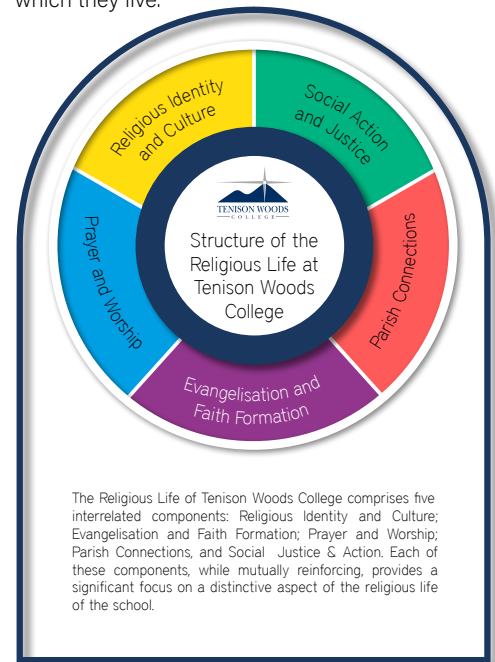 which they live.
Religious Identity
and Culture
Social Action
and Justice
Prayer and Worship
Parish Connections
Evangelisation and
Faith Formation
TENISON WOODS
COLLEGE
Structure of the
Religious Life at
Tenison Woods
College
The Religious Life of Tenison Woods College comprises five
interrelated components: Religious Identity and Culture;
Evangelisation and Faith Formation; Prayer and Worship;
Parish Connections, and Social Justice & Action. Each of
these components, while mutually reinforcing, provides a
significant focus on a distinctive aspect of the religious life
of the school.